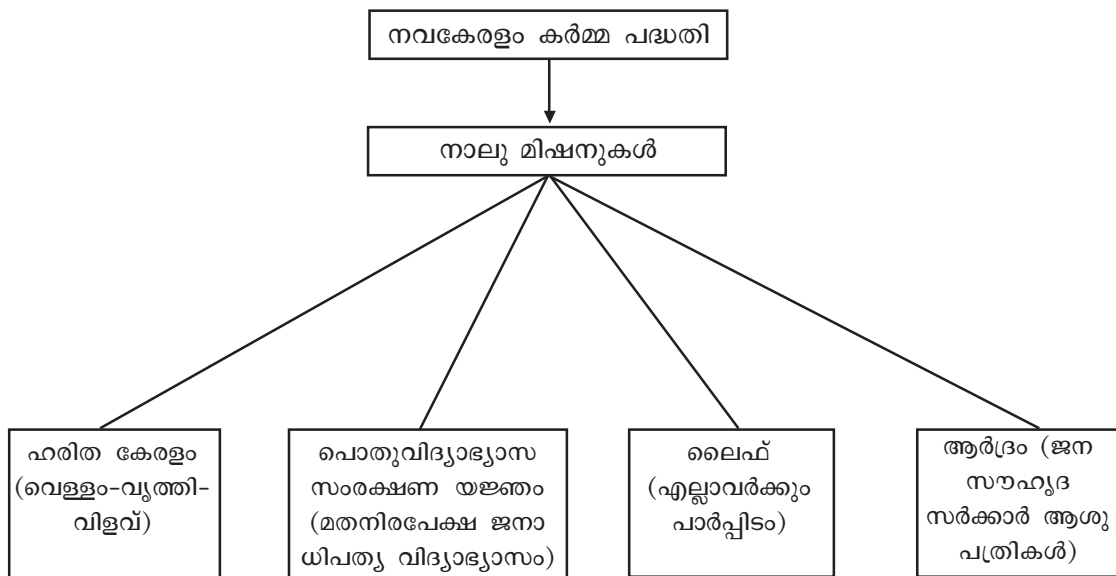 നവകേരളം കർമ്മ പദ്ധതി
നാലു മിഷനുകൾ
ഹരിത കേരളം
(വെള്ളം-വൃത്തി-
വിളവ്)
പൊതുവിദ്യാഭ്യാസ
സംരക്ഷണ യജ്ഞം
(മതനിരപേക്ഷ ജനാ
ധിപത്യ വിദ്യാഭ്യാസം)
ലൈഫ്
(എല്ലാവർക്കും
പാർപ്പിടം)
ആർദ്രം (ജന
സൗഹൃദ
സർക്കാർ ആശു
പത്രികൾ)